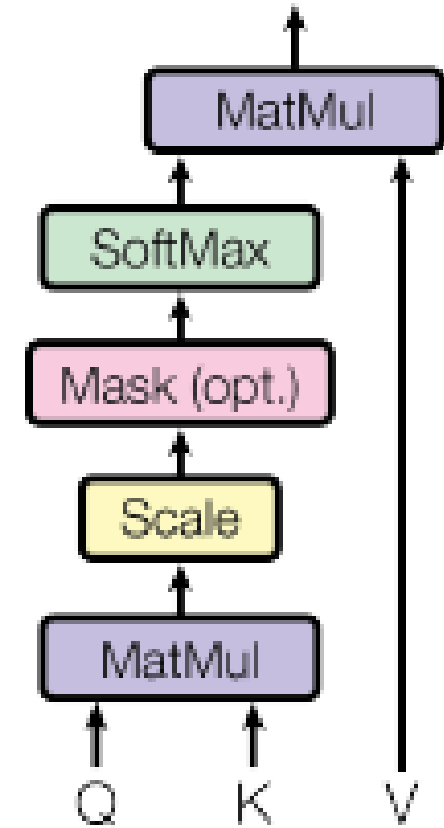 MatMul
SoftMax
Mask (opt.)
Scale
MatMul
Q K V